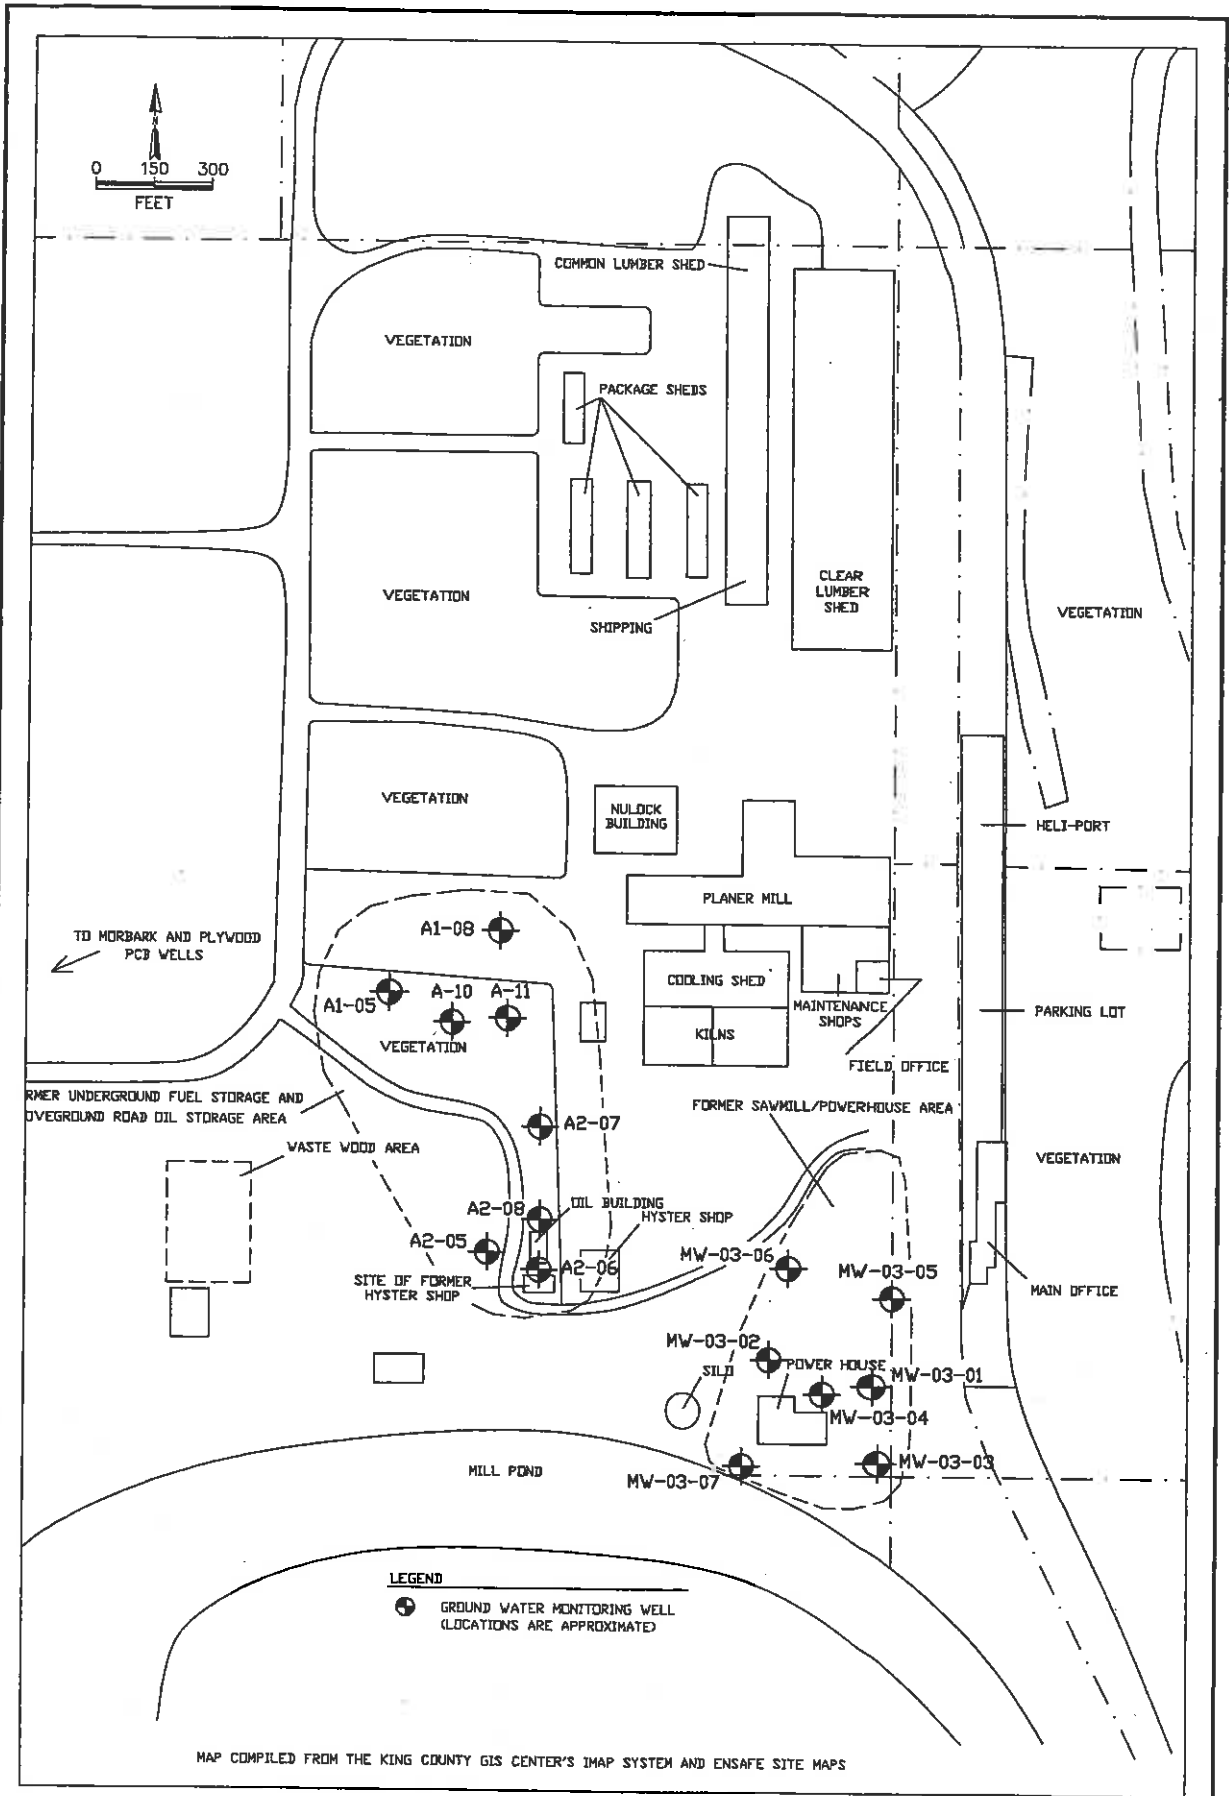 N
0 150 300
FEET
COMMON LUMBER SHED
VEGETATION
PACKAGE SHEDS
CLEAR
LUMBER
SHED
VEGETATION
VEGETATION
SHIPPING
VEGETATION
NULOCK
BUILDING
HELI-PORT
PLANER MILL
TO MORBARK AND PLYWOOD
PCB WELLS
A1-08
COOLING SHED
A1-05
A-10
A-11
MAINTENANCE
SHOPS
PARKING LOT
KILNS
VEGETATION
FIELD OFFICE
RMER UNDERGROUND FUEL STORAGE AND
OVEGROUND ROAD OIL STORAGE AREA
FORMER SAWMILL/POWERHOUSE AREA
A2-07
WASTE WOOD AREA
VEGETATION
A2-08
OIL BUILDING
HYSTER SHOP
A2-05
MW-03-06
A2-06
MW-03-05
SITE OF FORMER
HYSTER SHOP
MAIN OFFICE
MW-03-02
SILO
POWER HOUSE
MW-03-01
MW-03-04
MILL POND
MW-03-07
MW-03-03
LEGEND
GROUND WATER MONITORING WELL
(LOCATIONS ARE APPROXIMATE)
MAP COMPILED FROM THE KING COUNTY GIS CENTER'S IMAP SYSTEM AND ENSAFE SITE MAPS